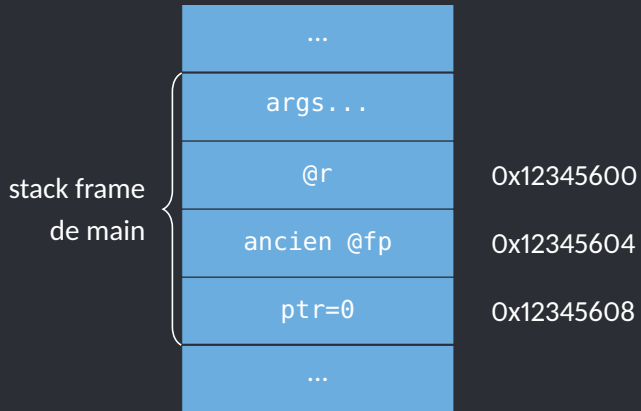 ...
args...
@r
0x12345600
stack frame
de main
ancien @fp
0x12345604
ptr=0
0x12345608
...